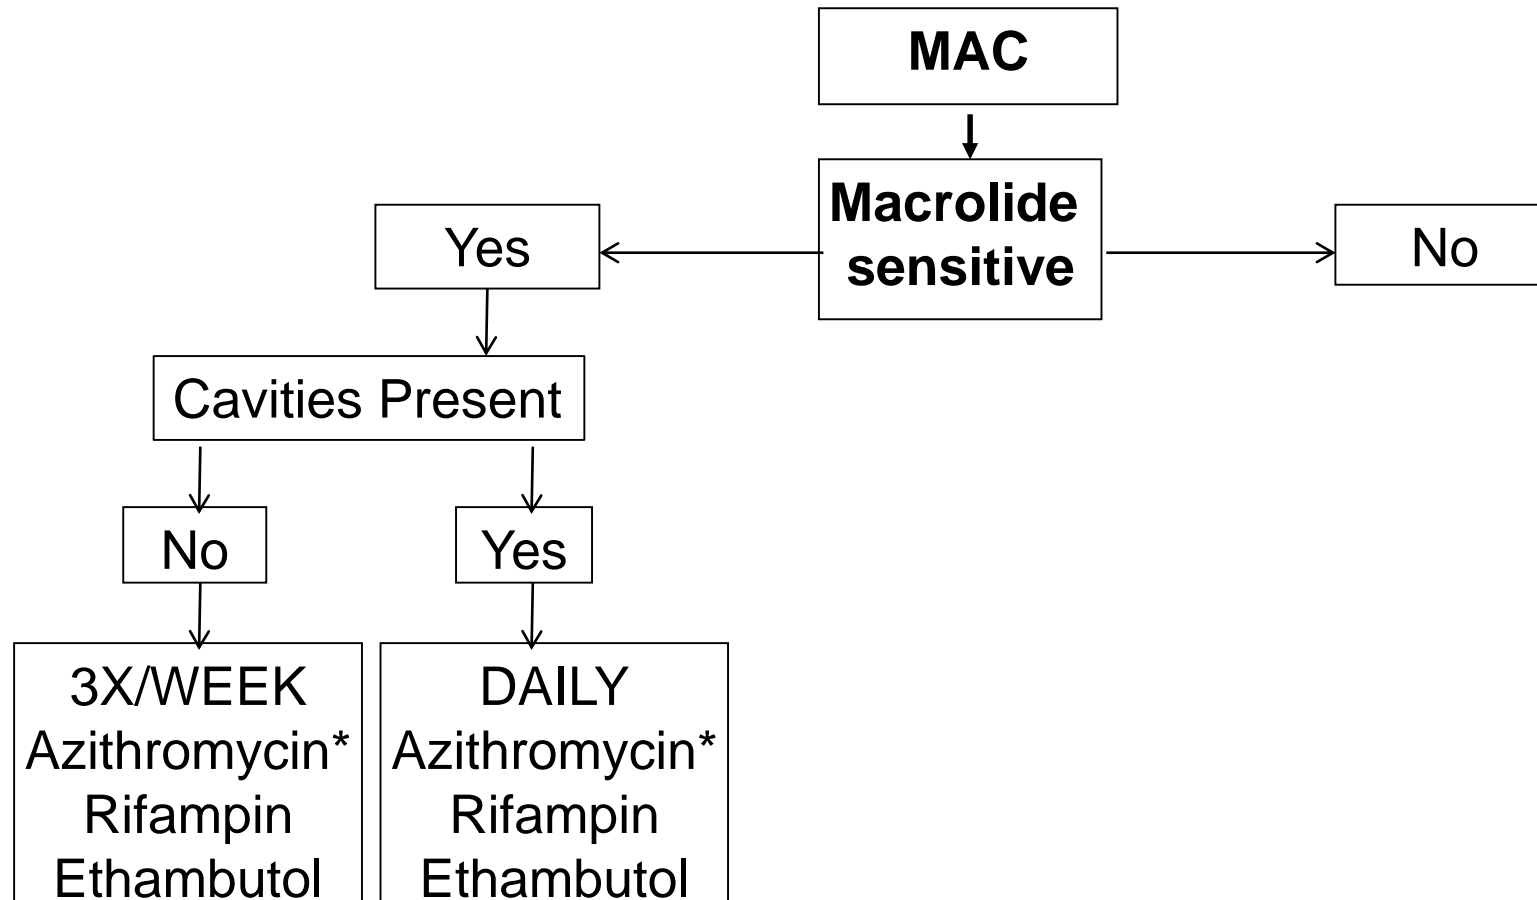 MAC
Macrolide
sensitive
Yes
No
Cavities Present
No
Yes
3X/WEEK
Azithromycin*
Rifampin
Ethambutol
DAILY
Azithromycin*
Rifampin
Ethambutol